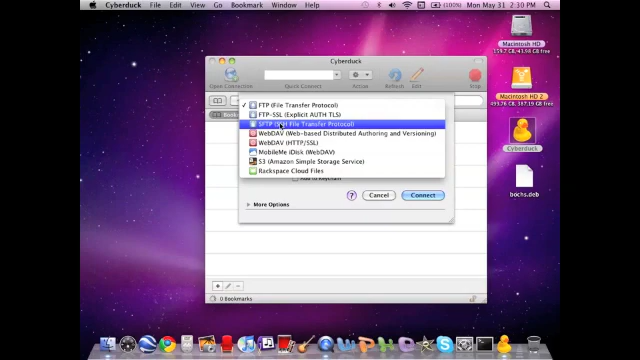 Cyberduck File Edit View Go Bookmark Window Help (100%) Mon May 31 2:30 PM
Cyberduck
Open Connection Quick Connect Action Refresh Edit Stop
FTP (File Transfer Protocol)
FTP-SSL (Explicit AUTH TLS)
SFTP (SSH File Transfer Protocol)
WebDAV (Web-based Distributed Authoring and Versioning)
WebDAV (HTTP/SSL)
MobileMe iDisk (WebDAV)
S3 (Amazon Simple Storage Service)
Rackspace Cloud Files
Add to Keychain
? Cancel Connect
More Options
0 Bookmarks
Macintosh HD
Macintosh HD 2
Cyberduck
bochs.deb